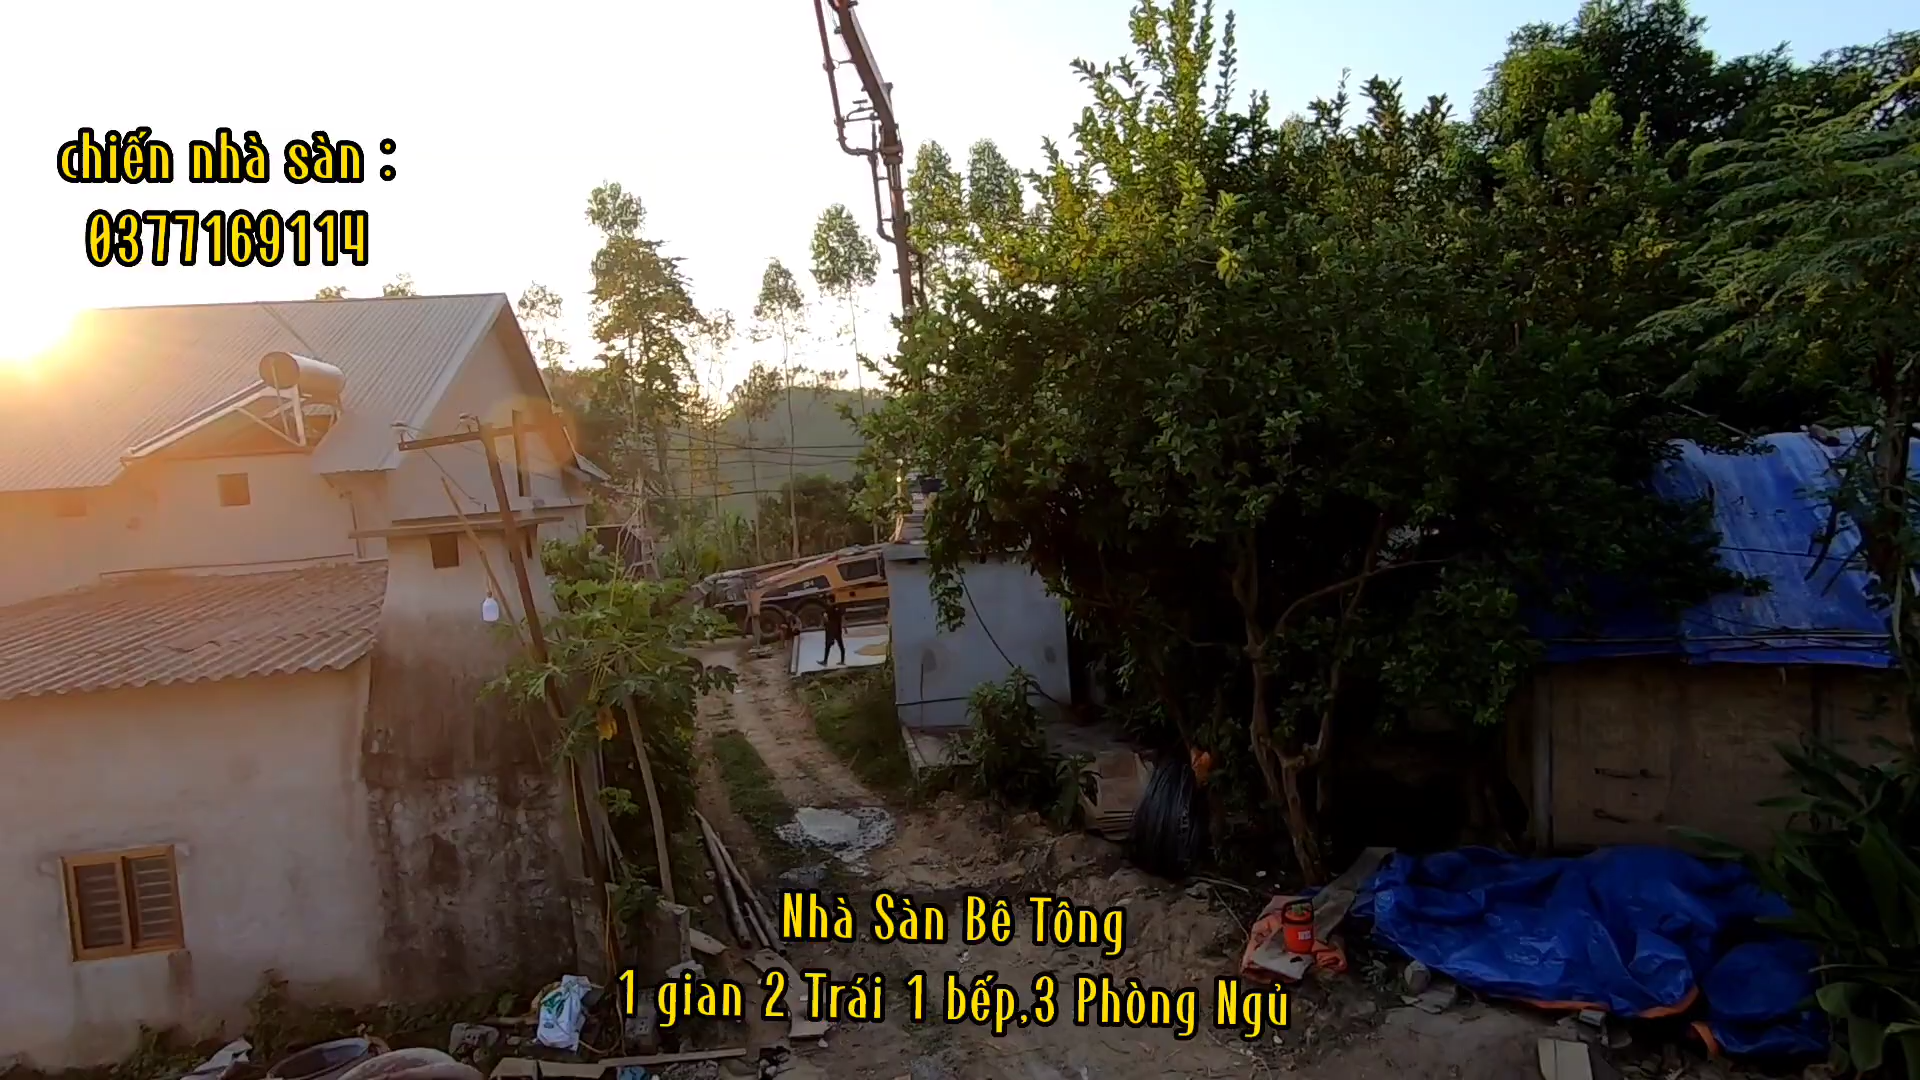 chiến nhà sàn :
0377169114
Nhà Sàn Bê Tông
1 gian 2 Trái 1 bếp,3 Phòng Ngủ